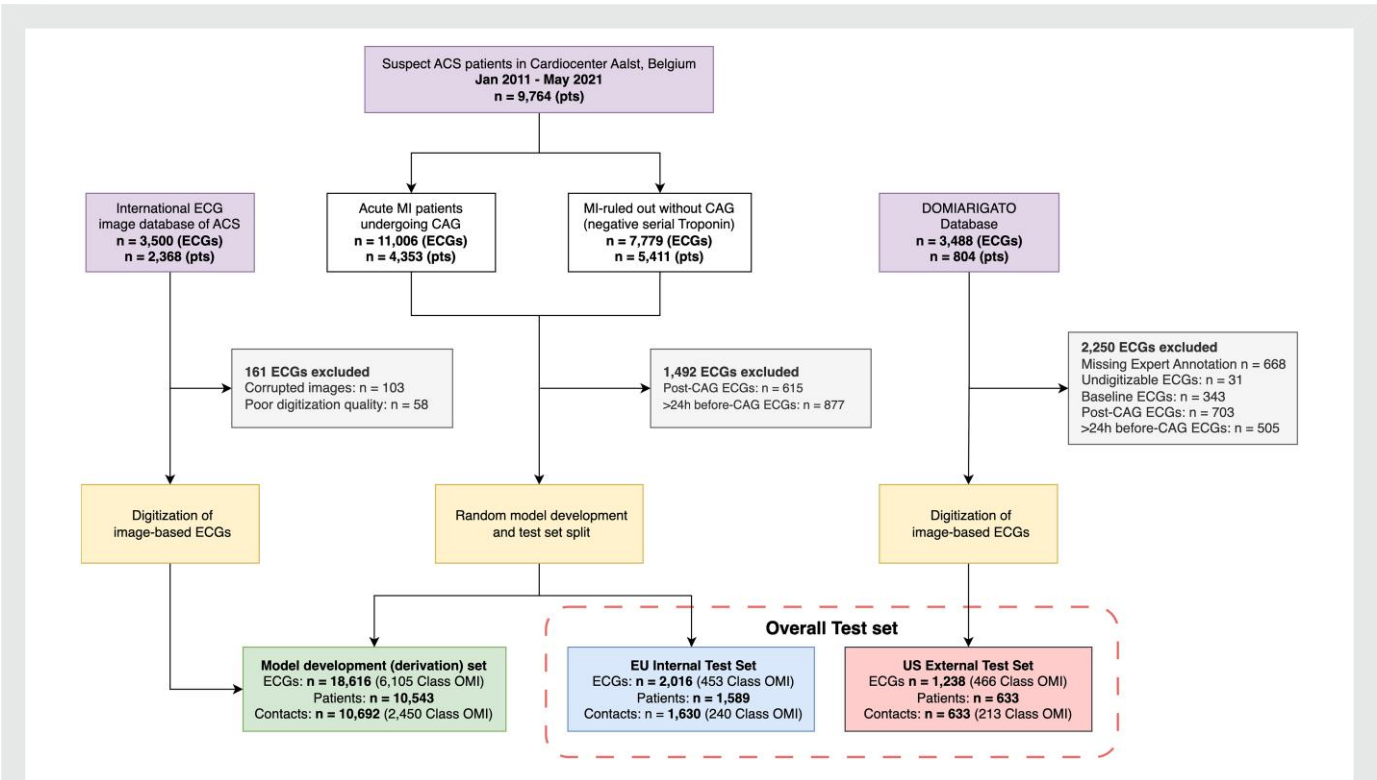 Suspect ACS patients in Cardiocenter Aalst, Belgium
Jan 2011 - May 2021
n = 9,764 (pts)
International ECG
image database of ACS
n = 3,500 (ECGs)
n = 2,368 (pts)
Acute MI patients
undergoing CAG
n = 11,006 (ECGs)
n = 4,353 (pts)
MI-ruled out without CAG
(negative serial Troponin)
n = 7,779 (ECGs)
n = 5,411 (pts)
DOMIARIGATO
Database
n = 3,488 (ECGs)
n = 804 (pts)
161 ECGs excluded
Corrupted images: n = 103
Poor digitization quality: n = 58
1,492 ECGs excluded
Post-CAG ECGs: n = 615
>24h before-CAG ECGs: n = 877
2,250 ECGs excluded
Missing Expert Annotation n = 668
Undigitizable ECGs: n = 31
Baseline ECGs: n = 343
Post-CAG ECGs: n = 703
>24h before-CAG ECGs: n = 505
Digitization of
image-based ECGs
Random model development
and test set split
Digitization of
image-based ECGs
Overall Test set
Model development (derivation) set
ECGs: n = 18,616 (6,105 Class OMI)
Patients: n = 10,543
Contacts: n = 10,692 (2,450 Class OMI)
EU Internal Test Set
ECGs: n = 2,016 (453 Class OMI)
Patients: n = 1,589
Contacts: n = 1,630 (240 Class OMI)
US External Test Set
ECGs n = 1,238 (466 Class OMI)
Patients: n = 633
Contacts: n = 633 (213 Class OMI)